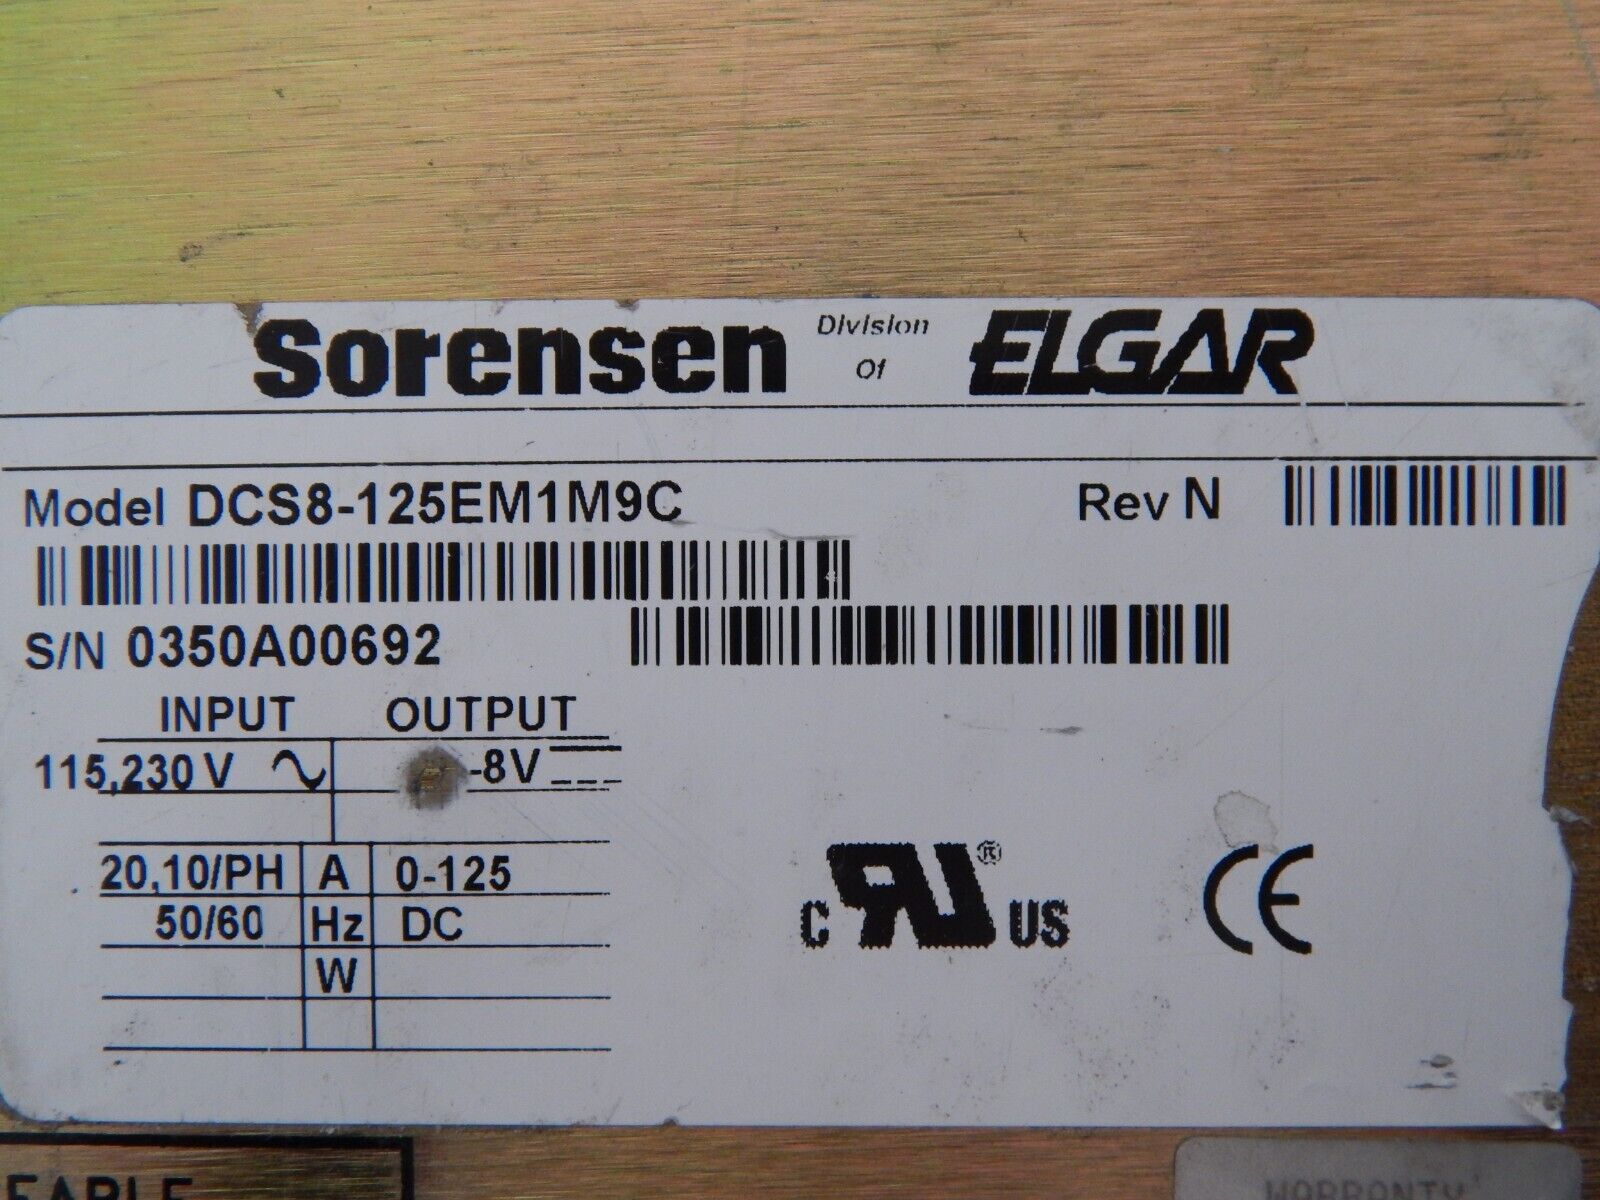 Sorensen Division Of ELGAR
Model DCS8-125EM1M9C Rev N
S/N 0350A00692
INPUT OUTPUT
115,230 V -8V
20,10/PH A 0-125
50/60 Hz DC
W
C RU ® US CE